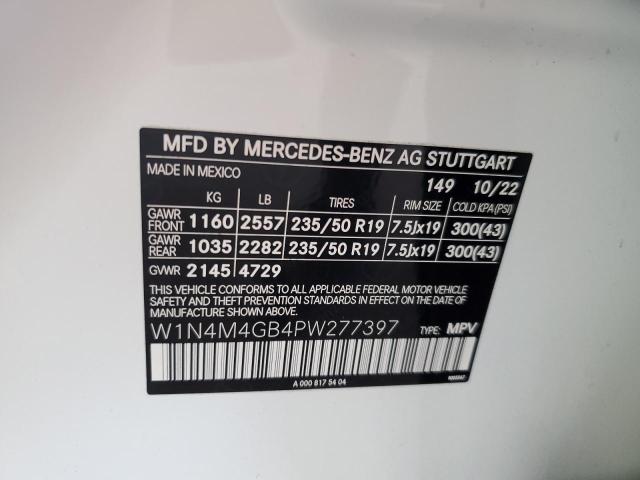 MFD BY MERCEDES-BENZ AG STUTTGART
MADE IN MEXICO 149 10/22
KG LB TIRES RIM SIZE COLD KPA(PSI)
GAWR FRONT 1160 2557 235/50 R19 7.5Jx19 300(43)
GAWR REAR 1035 2282 235/50 R19 7.5Jx19 300(43)
GVWR 2145 4729
THIS VEHICLE CONFORMS TO ALL APPLICABLE FEDERAL MOTOR VEHICLE
SAFETY AND THEFT PREVENTION STANDARDS IN EFFECT ON THE DATE OF
MANUFACTURE SHOWN ABOVE.
W1N4M4GB4PW277397 TYPE: MPV
A 000 817 54 04